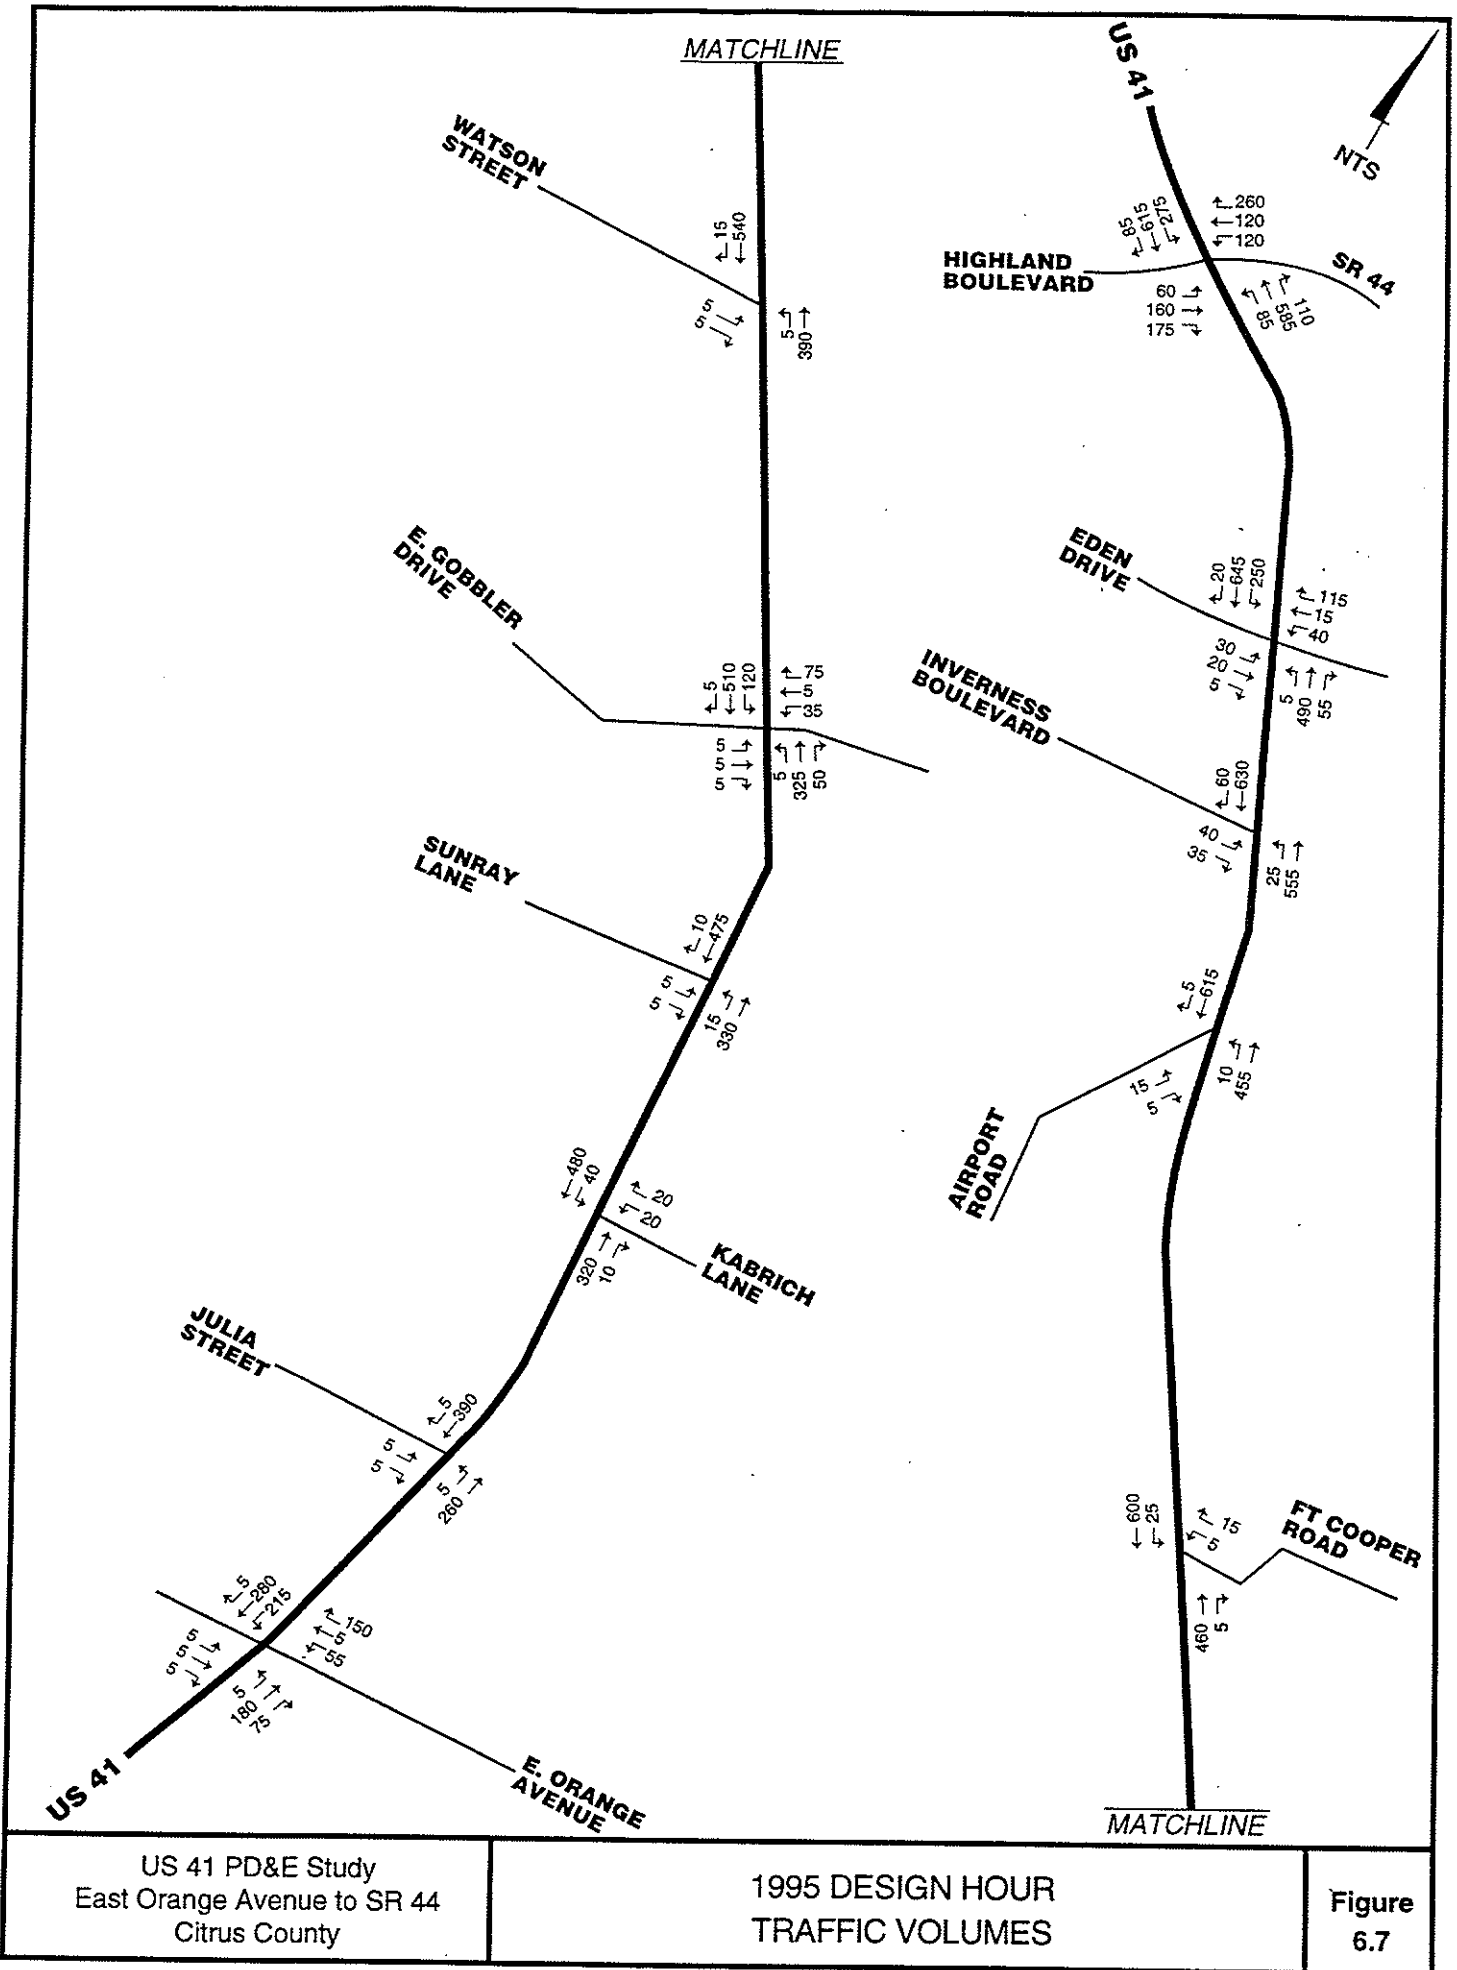 MATCHLINE
WATSON
STREET
15
540
5
5
5
390
E. GOBBLER
DRIVE
5
510
120
75
5
35
5
5
5
5
325
50
SUNRAY
LANE
10
475
5
5
15
330
480
40
20
20
320
10
KABRICH
LANE
JULIA
STREET
5
390
5
5
5
260
5
280
215
150
5
55
5
5
5
5
180
75
US 41
E. ORANGE
AVENUE
US 41
NTS
85
615
275
260
120
120
HIGHLAND
BOULEVARD
SR 44
60
160
175
85
585
110
EDEN
DRIVE
20
645
250
115
15
40
30
20
5
5
490
55
INVERNESS
BOULEVARD
60
630
40
35
25
555
5
615
15
5
10
455
AIRPORT
ROAD
600
25
15
5
FT COOPER
ROAD
460
5
MATCHLINE
US 41 PD&E Study
East Orange Avenue to SR 44
Citrus County
1995 DESIGN HOUR
TRAFFIC VOLUMES
Figure
6.7